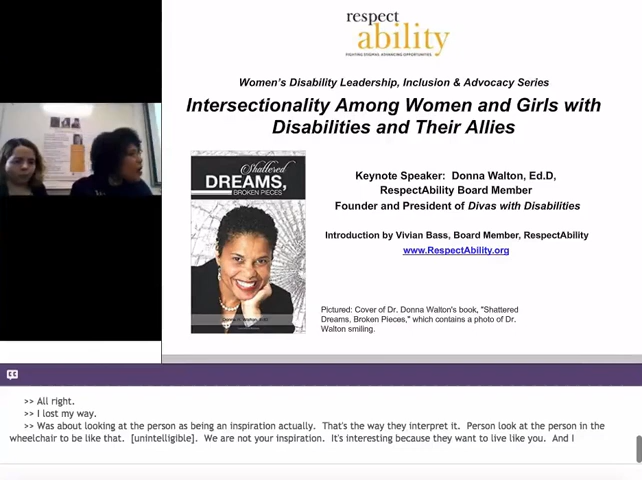 respect
ability
FIGHTING STIGMAS. ADVANCING OPPORTUNITIES.
Women's Disability Leadership, Inclusion & Advocacy Series
Intersectionality Among Women and Girls with
Disabilities and Their Allies
Shattered
DREAMS,
BROKEN PIECES
Keynote Speaker:  Donna Walton, Ed.D,
RespectAbility Board Member
Founder and President of Divas with Disabilities
Introduction by Vivian Bass, Board Member, RespectAbility
www.RespectAbility.org
Pictured: Cover of Dr. Donna Walton's book, "Shattered
Dreams, Broken Pieces," which contains a photo of Dr.
Walton smiling.
>> All right.
>> I lost my way.
>> Was about looking at the person as being an inspiration actually.  That's the way they interpret it.  Person look at the person in the
wheelchair to be like that.  [unintelligible].  We are not your inspiration.  It's interesting because they want to live like you.  And I